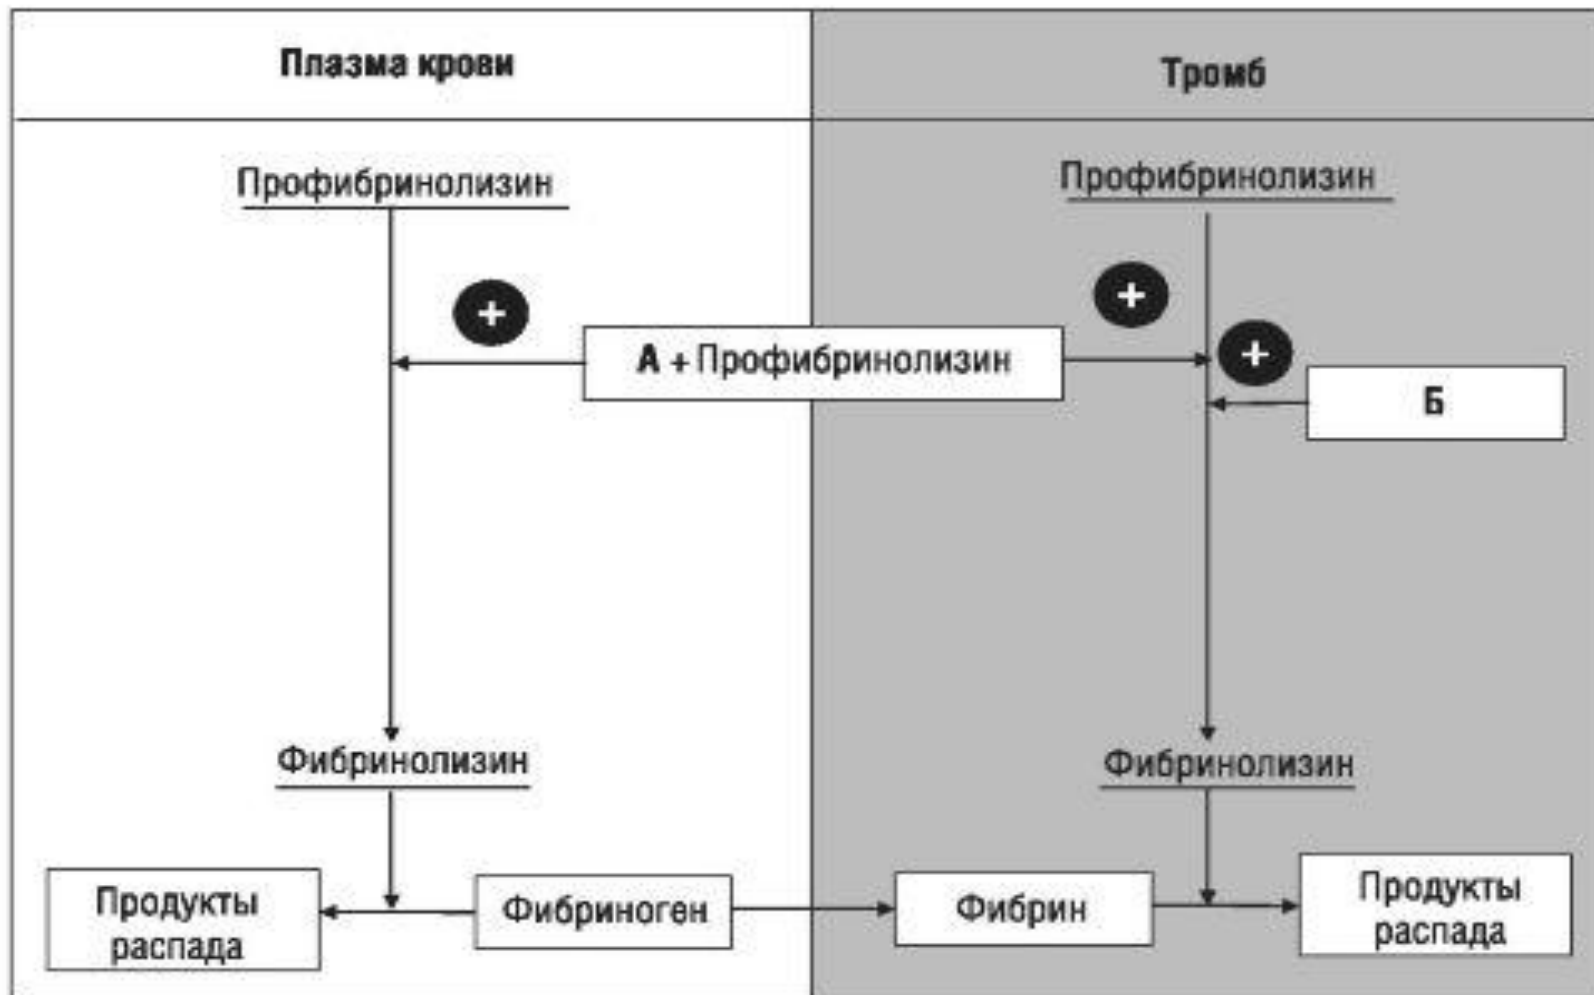 Плазма крови
Тромб
Профибринолизин
Профибринолизин
+
+
+
А + Профибринолизин
Б
Фибринолизин
Фибринолизин
Продукты
распада
Фибриноген
Фибрин
Продукты
распада